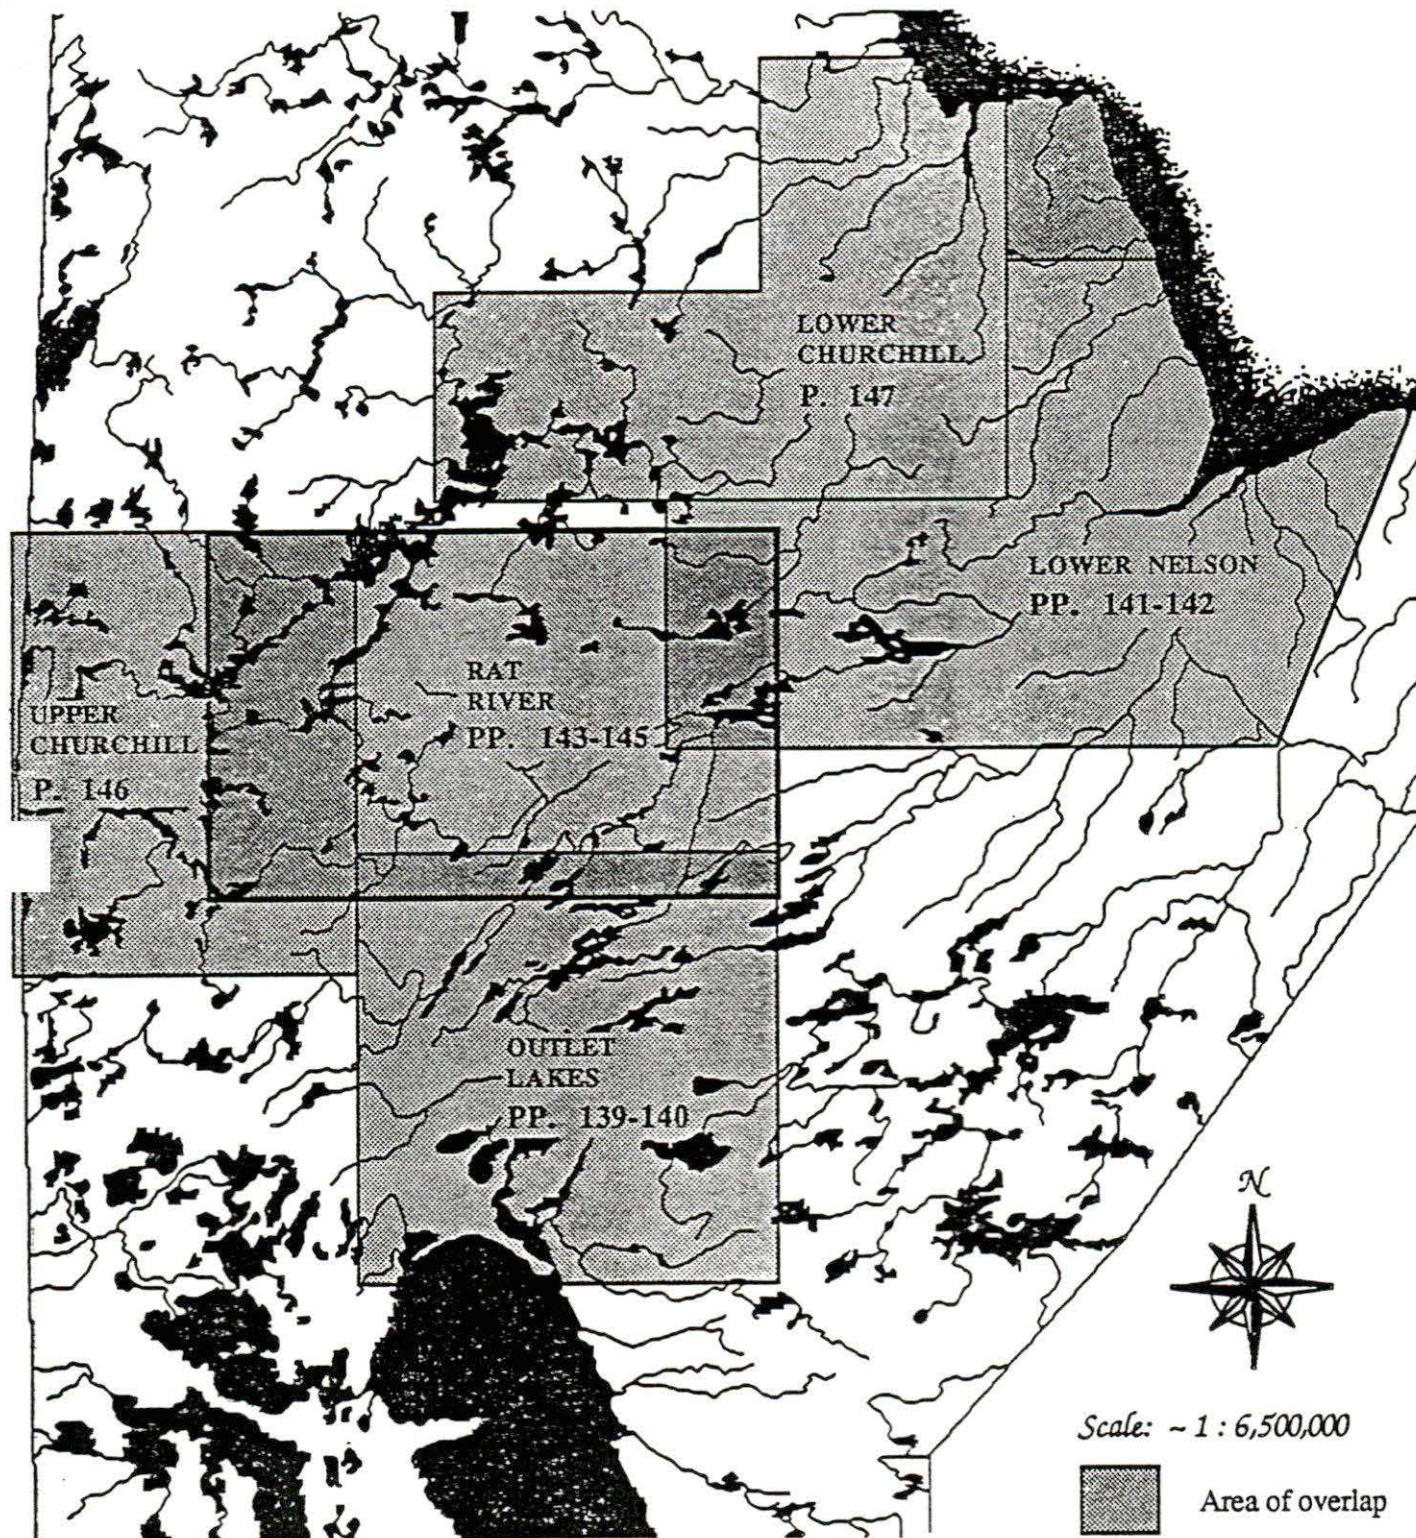 LOWER
CHURCHILL
P. 147
LOWER NELSON
PP. 141-142
RAT
RIVER
PP. 143-145
UPPER
CHURCHILL
P. 146
OUTLET
LAKES
PP. 139-140
N
Scale: ~ 1 : 6,500,000
Area of overlap